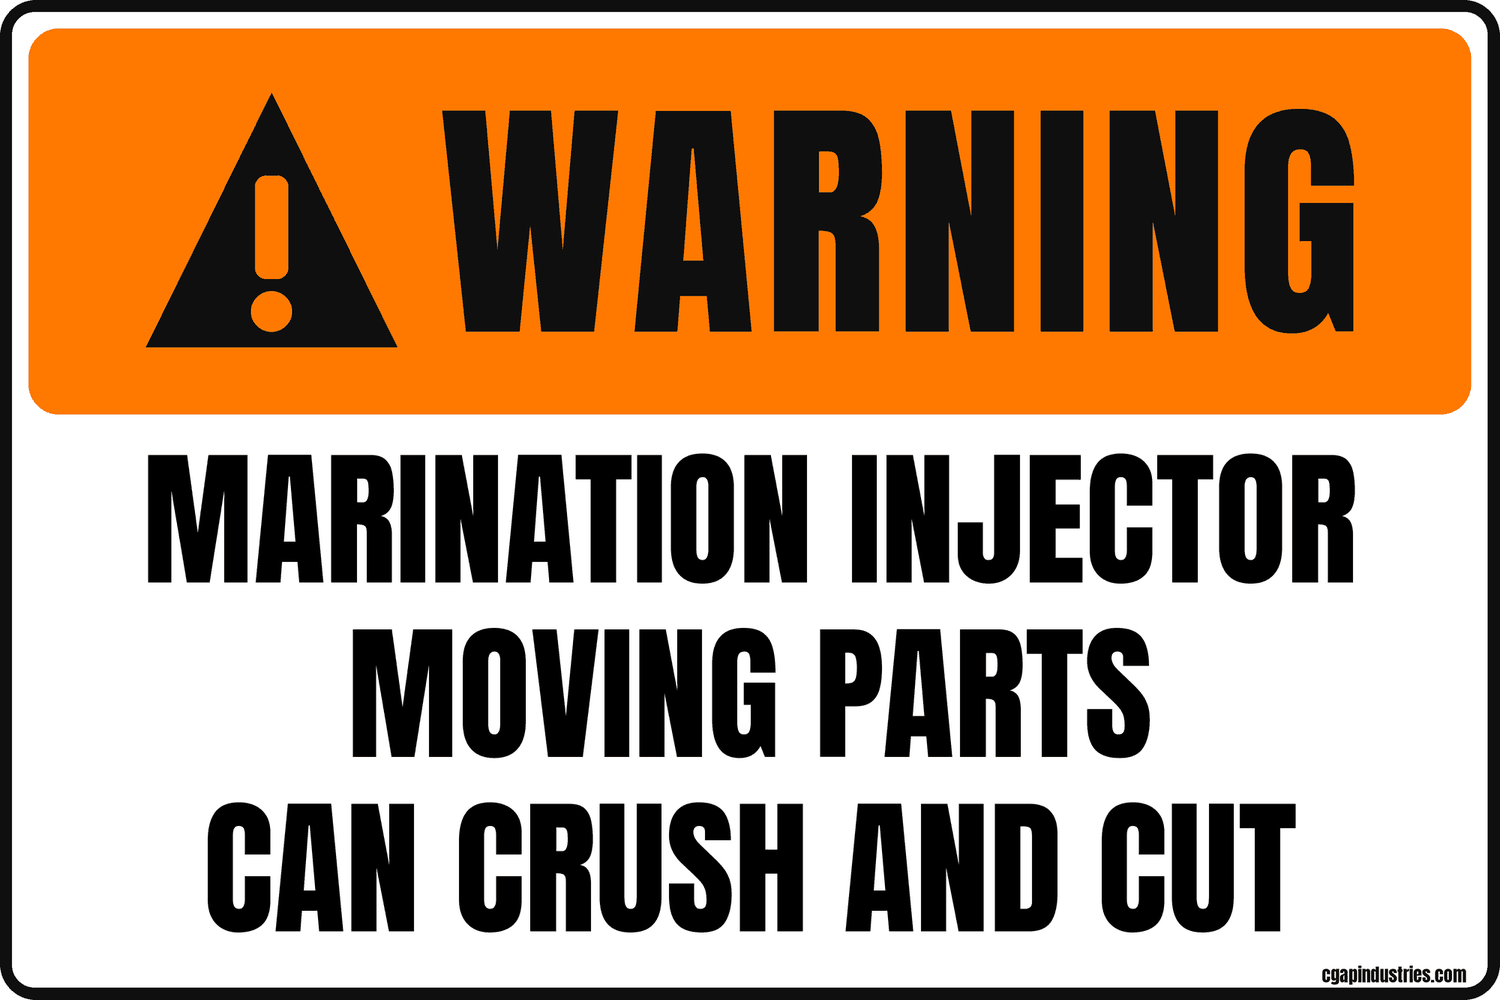 WARNING
MARINATION INJECTOR
MOVING PARTS
CAN CRUSH AND CUT
cgapindustries.com